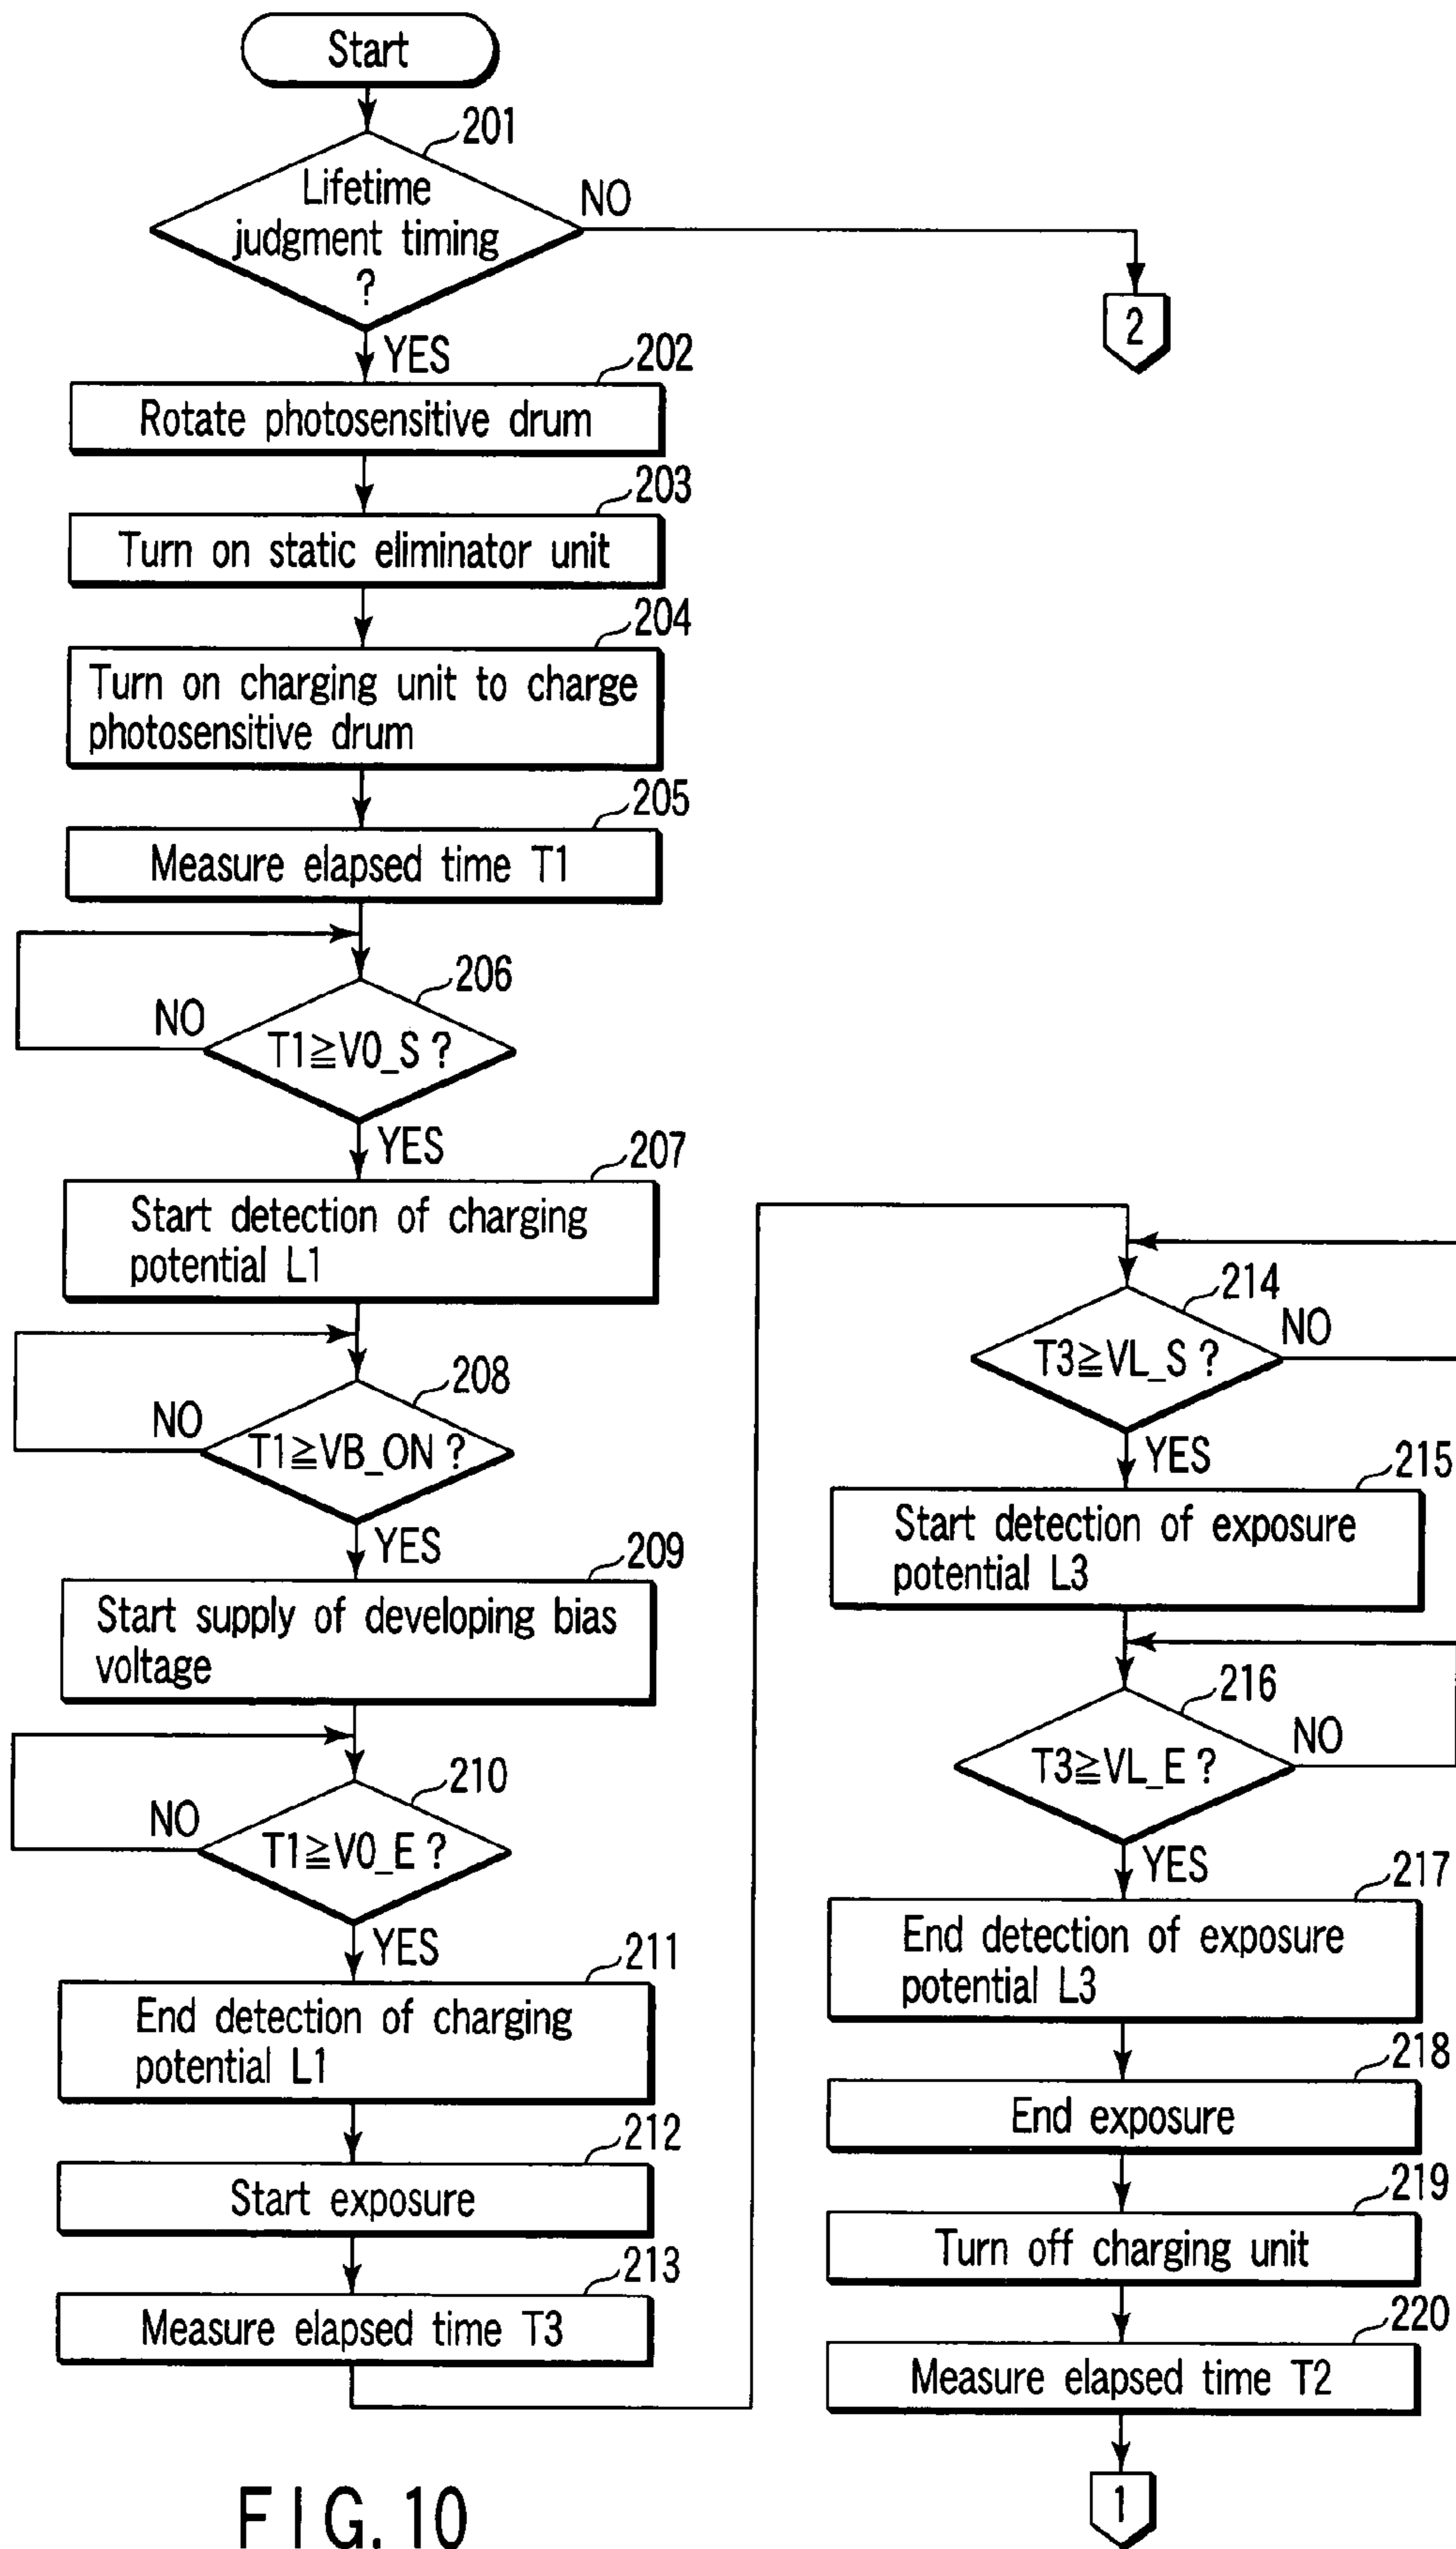 Start
201
Lifetime
judgment timing
?
NO
2
YES
202
Rotate photosensitive drum
203
Turn on static eliminator unit
204
Turn on charging unit to charge
photosensitive drum
205
Measure elapsed time T1
206
NO
T1≧V0_S ?
YES
207
Start detection of charging
potential L1
208
NO
T1≧VB_ON ?
YES
209
Start supply of developing bias
voltage
210
NO
T1≧V0_E ?
YES
211
End detection of charging
potential L1
212
Start exposure
213
Measure elapsed time T3
214
T3≧VL_S ?
NO
YES
215
Start detection of exposure
potential L3
216
T3≧VL_E ?
NO
YES
217
End detection of exposure
potential L3
218
End exposure
219
Turn off charging unit
220
Measure elapsed time T2
1
FIG. 10